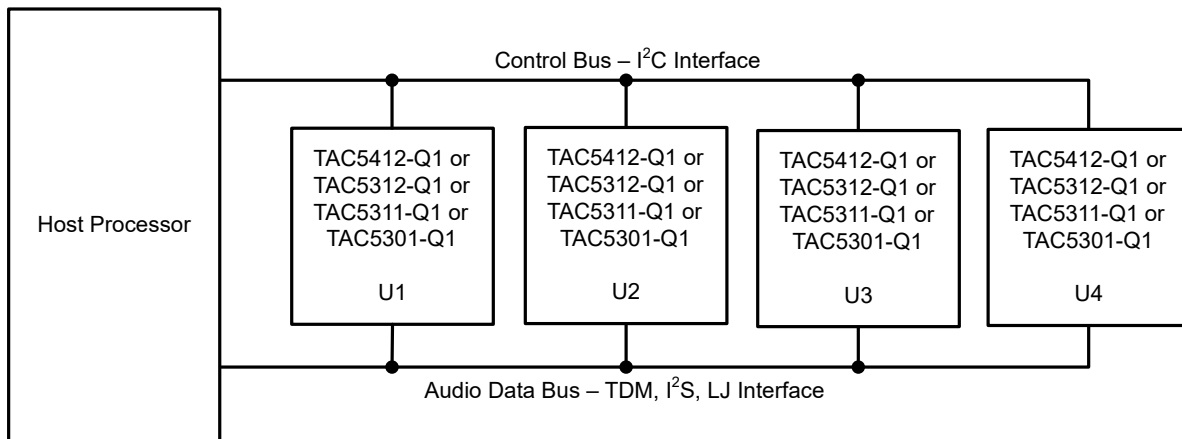 Control Bus – I²C Interface
Host Processor
TAC5412-Q1 or
TAC5312-Q1 or
TAC5311-Q1 or
TAC5301-Q1
U1
TAC5412-Q1 or
TAC5312-Q1 or
TAC5311-Q1 or
TAC5301-Q1
U2
TAC5412-Q1 or
TAC5312-Q1 or
TAC5311-Q1 or
TAC5301-Q1
U3
TAC5412-Q1 or
TAC5312-Q1 or
TAC5311-Q1 or
TAC5301-Q1
U4
Audio Data Bus – TDM, I²S, LJ Interface